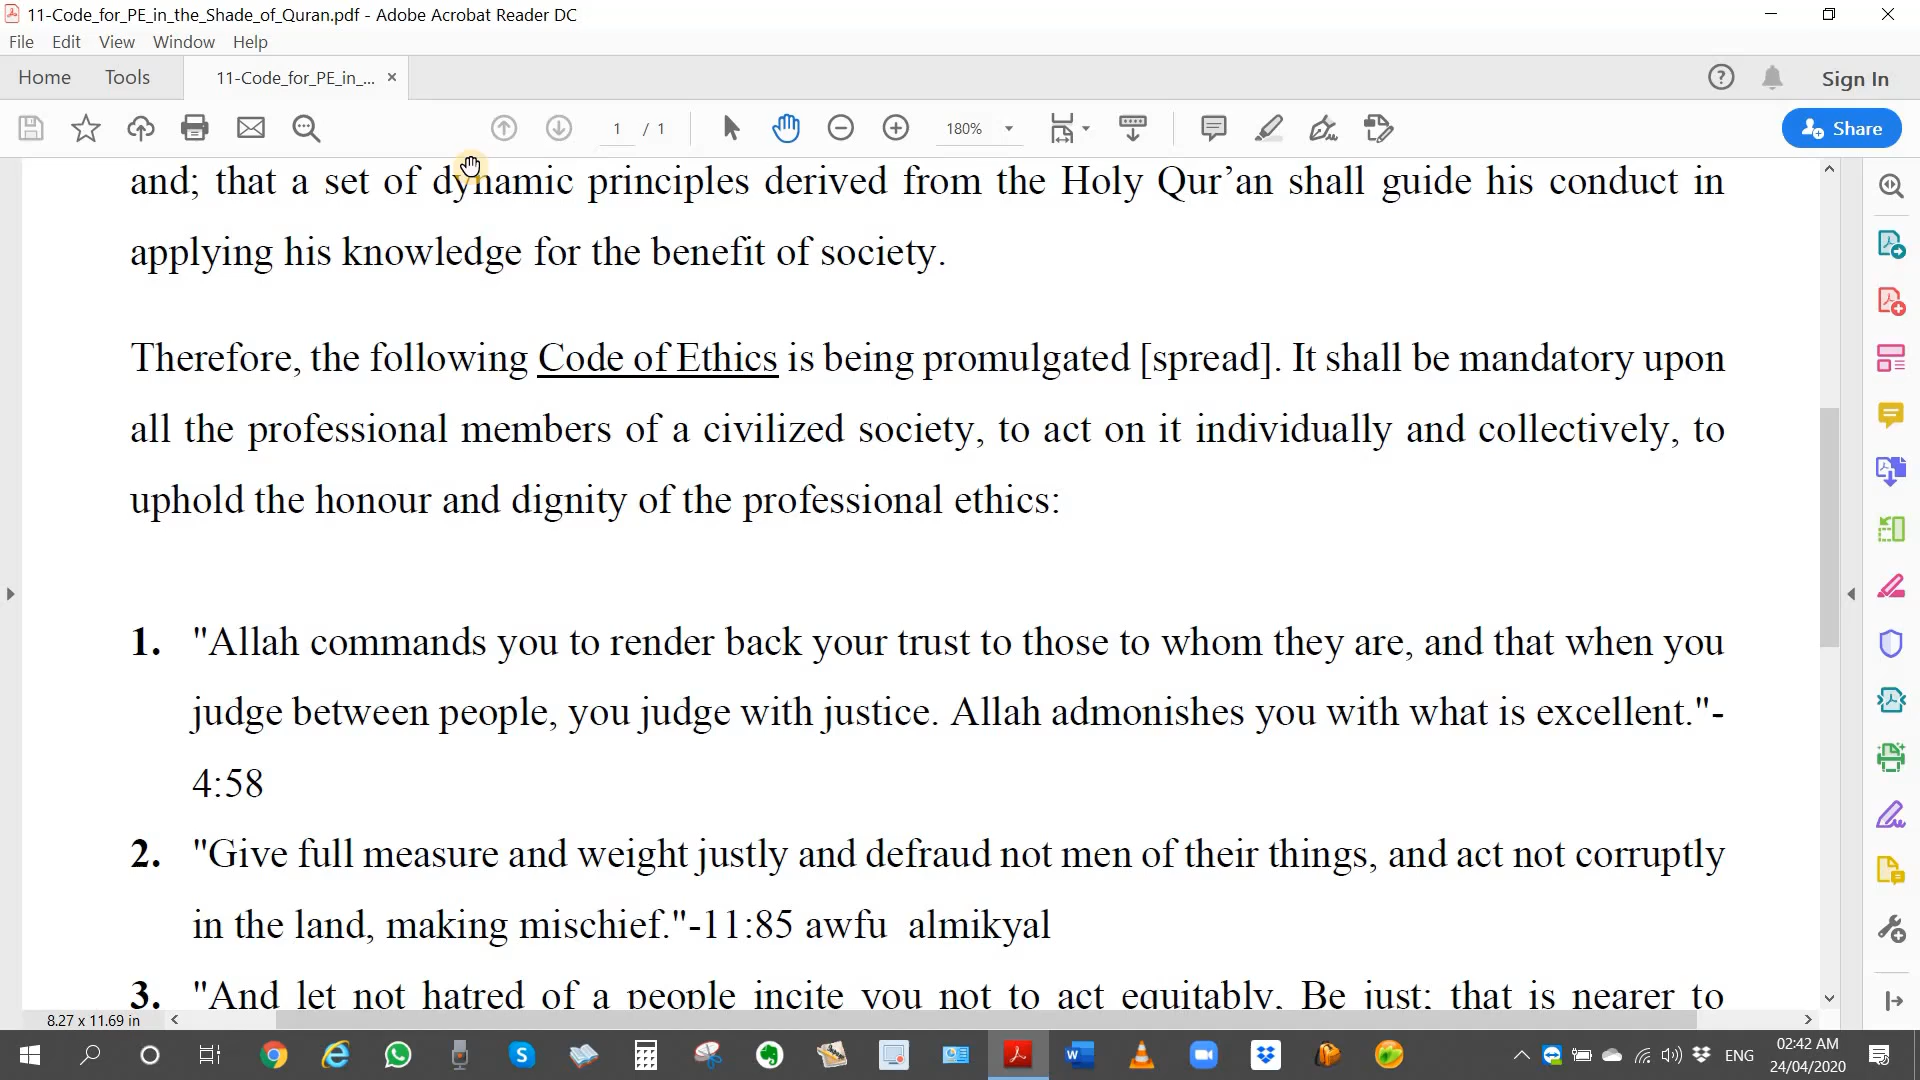 11-Code_for_PE_in_the_Shade_of_Quran.pdf - Adobe Acrobat Reader DC
File Edit View Window Help
Home Tools 11-Code_for_PE_in_... × Sign In
1 / 1 180% Share
and; that a set of dynamic principles derived from the Holy Qur’an shall guide his conduct in
applying his knowledge for the benefit of society.
Therefore, the following Code of Ethics is being promulgated [spread]. It shall be mandatory upon
all the professional members of a civilized society, to act on it individually and collectively, to
uphold the honour and dignity of the professional ethics:
1. "Allah commands you to render back your trust to those to whom they are, and that when you
judge between people, you judge with justice. Allah admonishes you with what is excellent."-
4:58
2. "Give full measure and weight justly and defraud not men of their things, and act not corruptly
in the land, making mischief."-11:85 awfu almikyal
3. "And let not hatred of a people incite you not to act equitably. Be just; that is nearer to
8.27 x 11.69 in
ENG 02:42 AM
24/04/2020